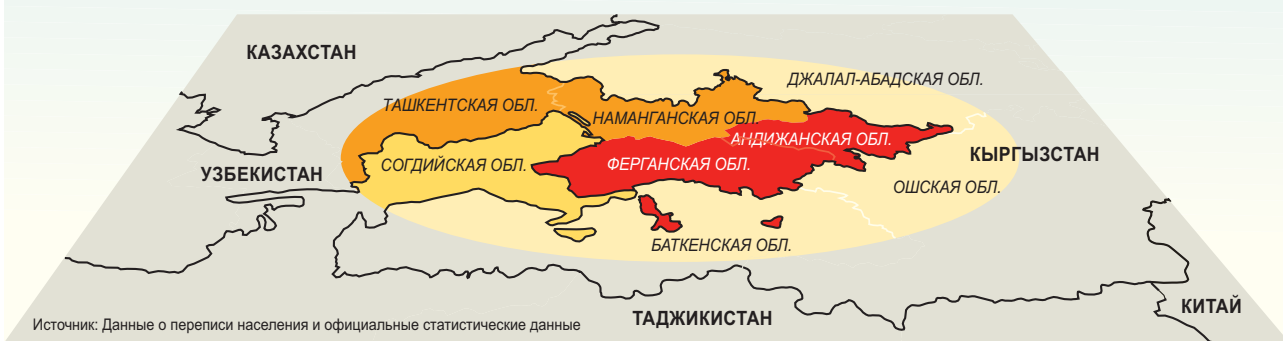 КАЗАХСТАН
ДЖАЛАЛ-АБАДСКАЯ ОБЛ.
ТАШКЕНТСКАЯ ОБЛ.
НАМАНГАНСКАЯ ОБЛ.
АНДИЖАНСКАЯ ОБЛ.
КЫРГЫЗСТАН
СОГДИЙСКАЯ ОБЛ.
ФЕРГАНСКАЯ ОБЛ.
УЗБЕКИСТАН
ОШСКАЯ ОБЛ.
БАТКЕНСКАЯ ОБЛ.
КИТАЙ
ТАДЖИКИСТАН
Источник: Данные о переписи населения и официальные статистические данные